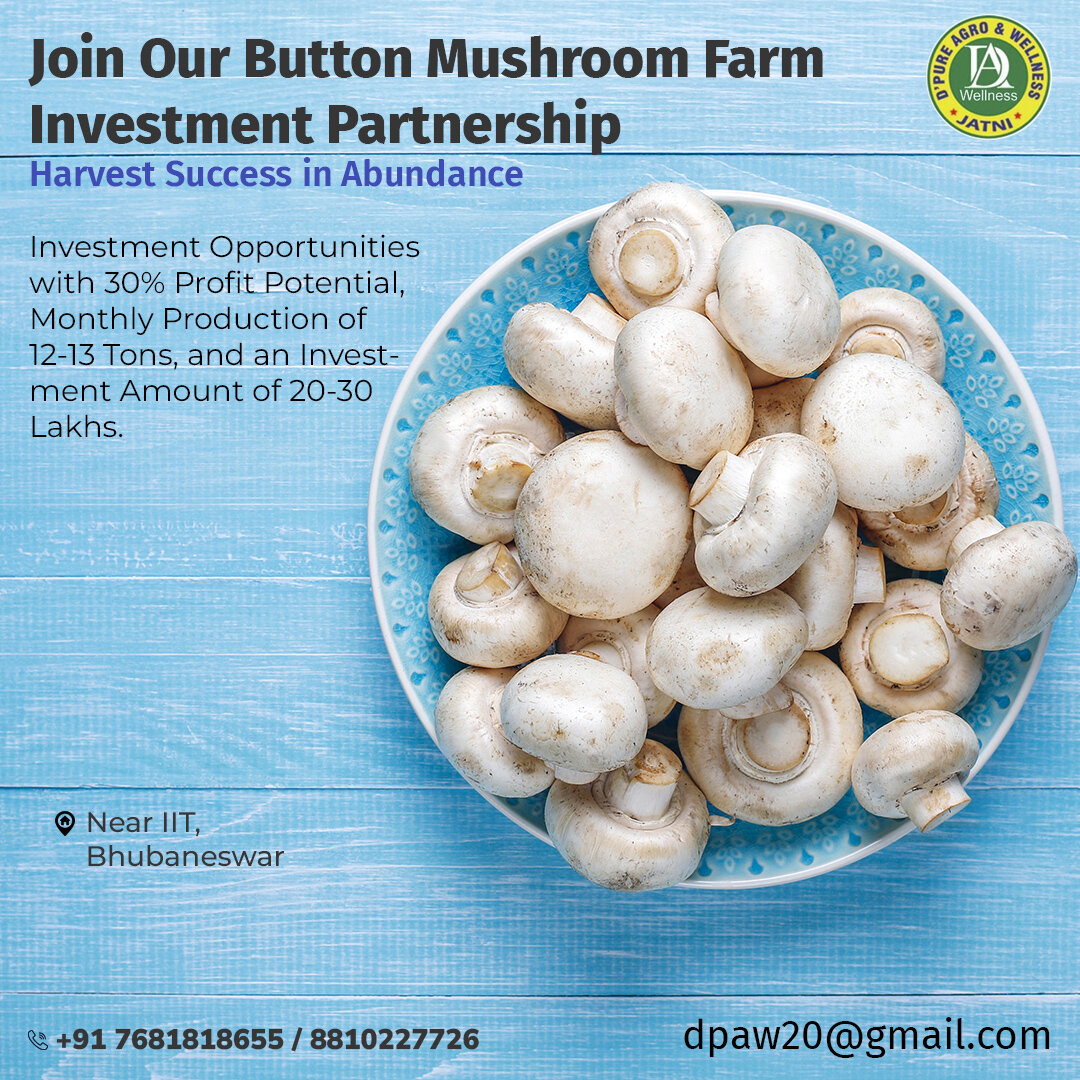 Join Our Button Mushroom Farm
Investment Partnership
Harvest Success in Abundance
D'PURE AGRO & WELLNESS
DA
Wellness
JATNI
Investment Opportunities
with 30% Profit Potential,
Monthly Production of
12-13 Tons, and an Invest-
ment Amount of 20-30
Lakhs.
Near IIT,
Bhubaneswar
+91 7681818655 / 8810227726
dpaw20@gmail.com